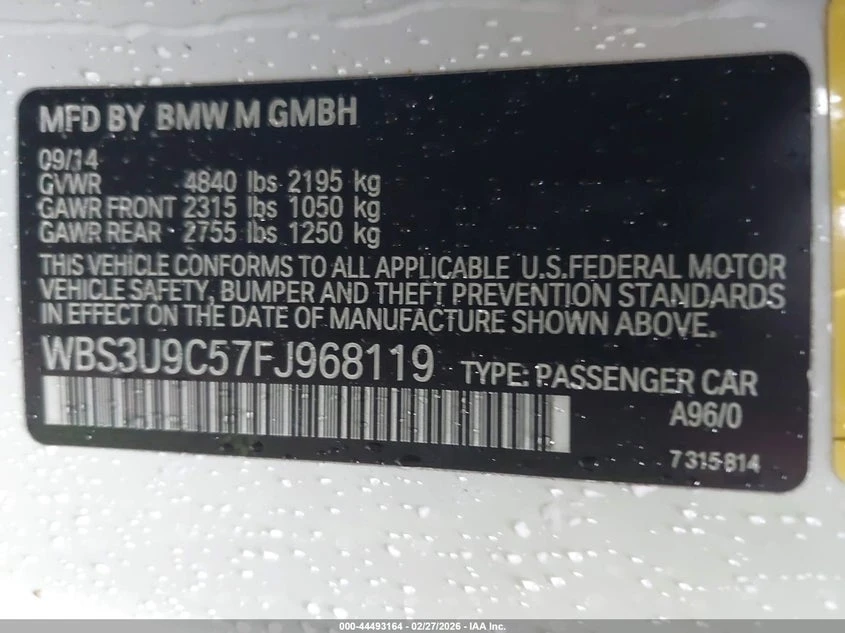 MFD BY BMW M GMBH
09/14
GVWR 4840 lbs 2195 kg
GAWR FRONT 2315 lbs 1050 kg
GAWR REAR 2755 lbs 1250 kg
THIS VEHICLE CONFORMS TO ALL APPLICABLE U.S.FEDERAL MOTOR
VEHICLE SAFETY, BUMPER AND THEFT PREVENTION STANDARDS
IN EFFECT ON THE DATE OF MANUFACTURE SHOWN ABOVE.
WBS3U9C57FJ968119 TYPE: PASSENGER CAR
A96/0
7315814
000-44493164 - 02/27/2026 - IAA Inc.